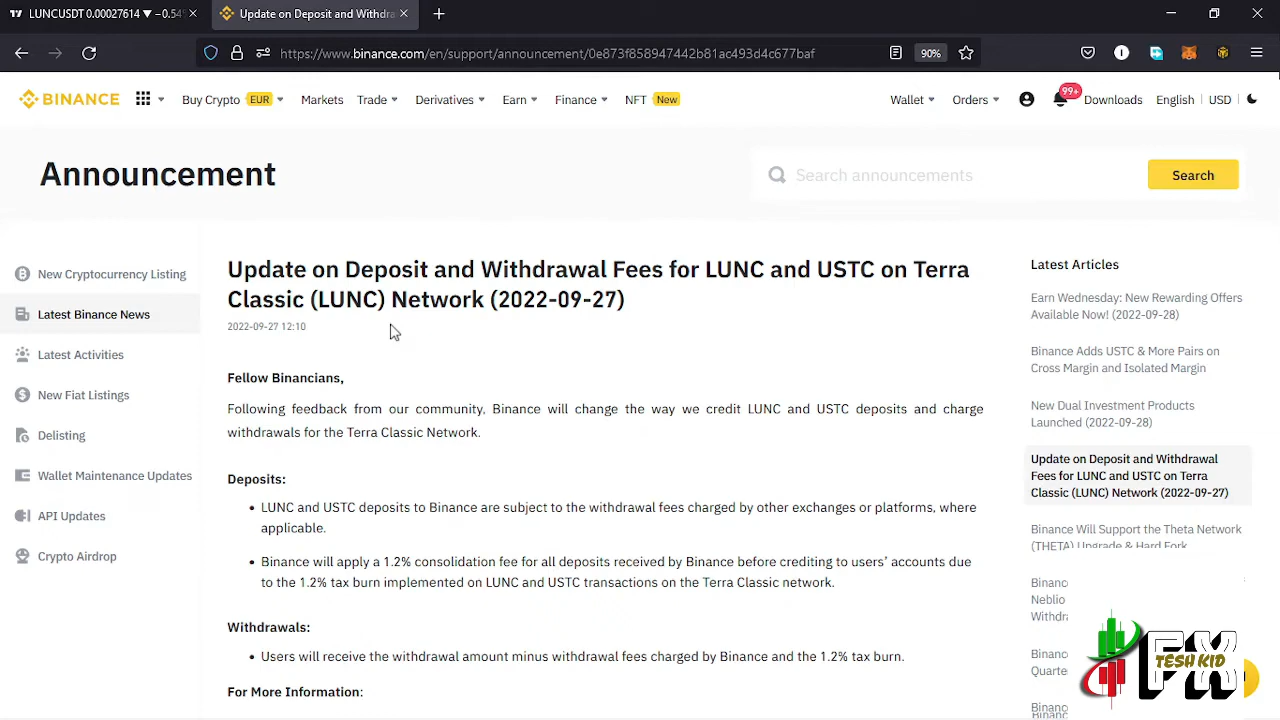 LUNCUSDT 0.00027614 ▼ −0.54%
Update on Deposit and Withdra
https://www.binance.com/en/support/announcement/0e873f858947442b81ac493d4c677baf
90%
BINANCE
Buy Crypto EUR
Markets
Trade
Derivatives
Earn
Finance
NFT New
Wallet
Orders
99+
Downloads
English
USD
Announcement
Search announcements
Search
New Cryptocurrency Listing
Latest Binance News
Latest Activities
New Fiat Listings
Delisting
Wallet Maintenance Updates
API Updates
Crypto Airdrop
Update on Deposit and Withdrawal Fees for LUNC and USTC on Terra
Classic (LUNC) Network (2022-09-27)
2022-09-27 12:10
Fellow Binancians,
Following feedback from our community, Binance will change the way we credit LUNC and USTC deposits and charge
withdrawals for the Terra Classic Network.
Deposits:
• LUNC and USTC deposits to Binance are subject to the withdrawal fees charged by other exchanges or platforms, where
applicable.
• Binance will apply a 1.2% consolidation fee for all deposits received by Binance before crediting to users’ accounts due
to the 1.2% tax burn implemented on LUNC and USTC transactions on the Terra Classic network.
Withdrawals:
• Users will receive the withdrawal amount minus withdrawal fees charged by Binance and the 1.2% tax burn.
For More Information:
Latest Articles
Earn Wednesday: New Rewarding Offers
Available Now! (2022-09-28)
Binance Adds USTC & More Pairs on
Cross Margin and Isolated Margin
New Dual Investment Products
Launched (2022-09-28)
Update on Deposit and Withdrawal
Fees for LUNC and USTC on Terra
Classic (LUNC) Network (2022-09-27)
Binance Will Support the Theta Network
(THETA) Upgrade & Hard Fork
Binance
Neblio
Withdr
Binanc
Quarte
Binanc
FX
TESH KID